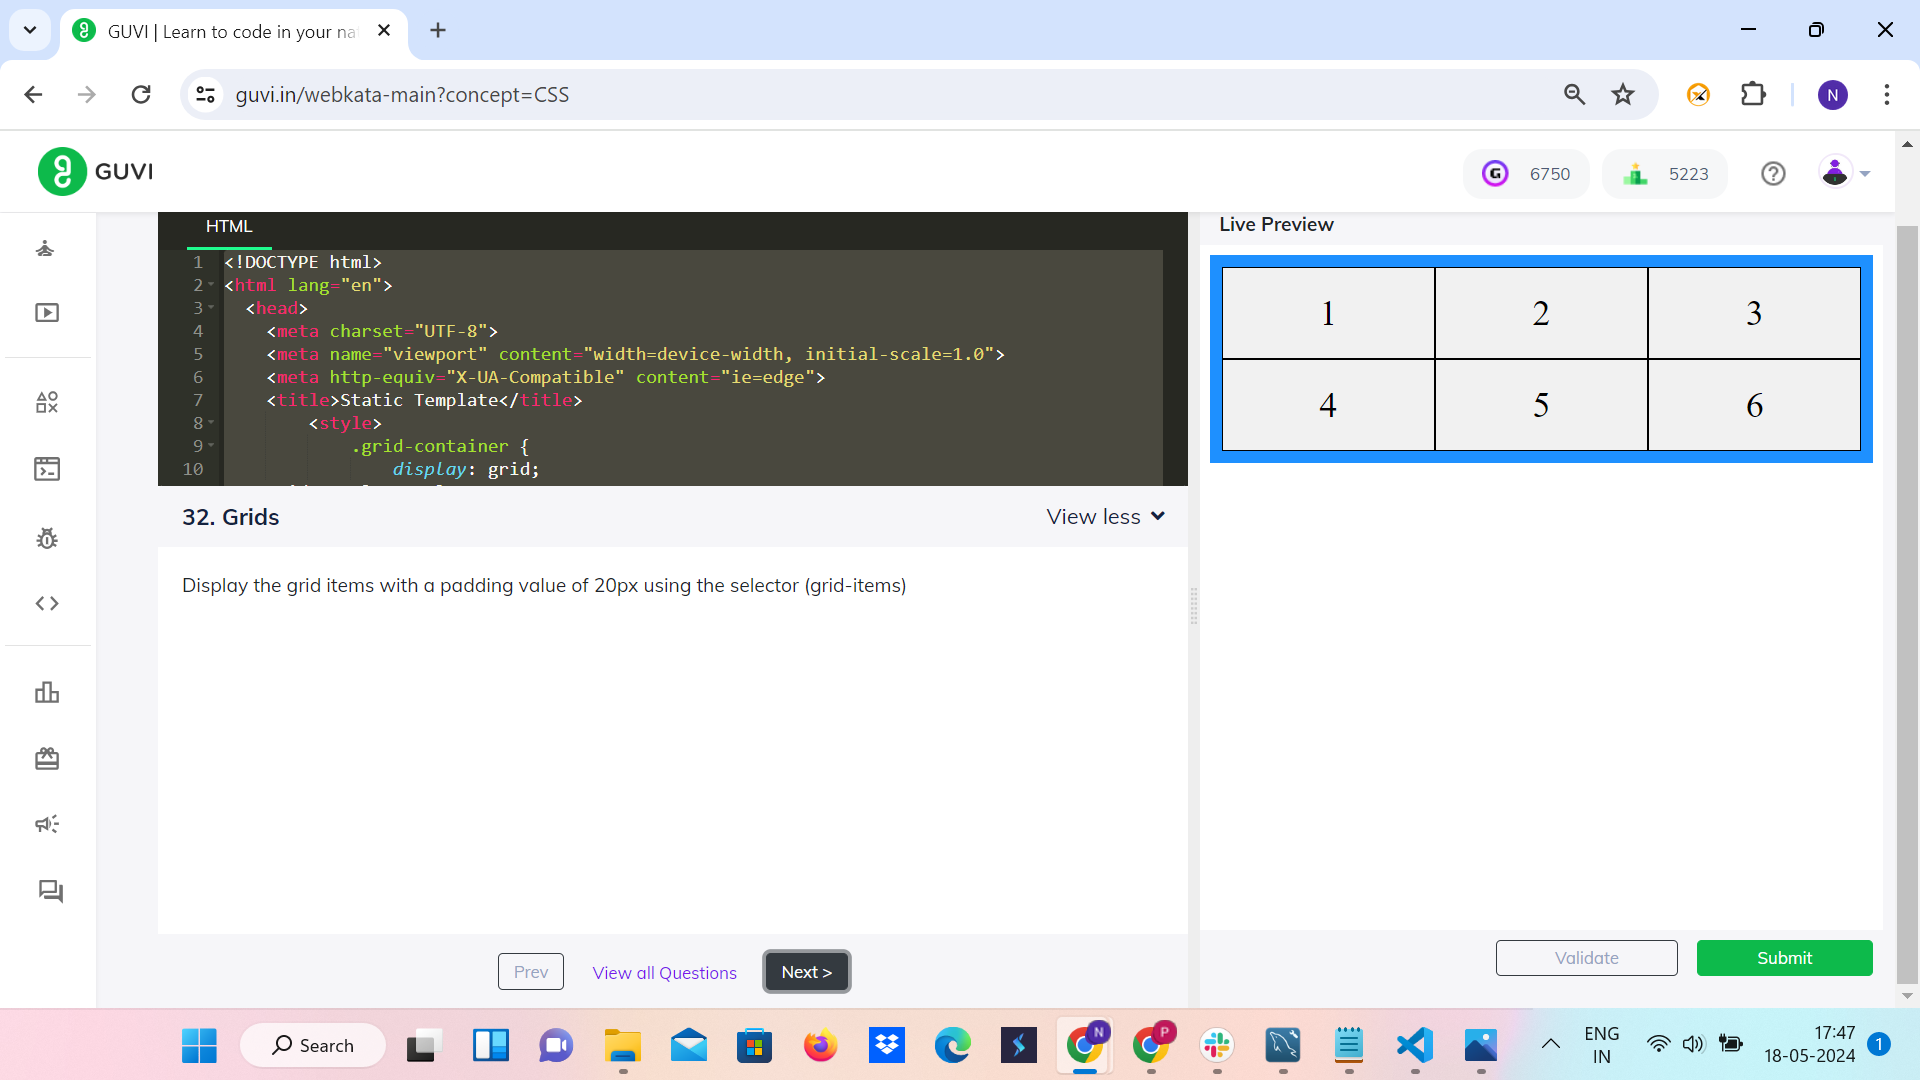 GUVI | Learn to code in your na
guvi.in/webkata-main?concept=CSS
N
GUVI
G 6750
5223
HTML
1 <!DOCTYPE html>
2 <html lang="en">
3 <head>
4 <meta charset="UTF-8">
5 <meta name="viewport" content="width=device-width, initial-scale=1.0">
6 <meta http-equiv="X-UA-Compatible" content="ie=edge">
7 <title>Static Template</title>
8 <style>
9 .grid-container {
10 display: grid;
32. Grids
View less
Display the grid items with a padding value of 20px using the selector (grid-items)
Prev
View all Questions
Next >
Live Preview
1 2 3
4 5 6
Validate
Submit
Search
N
P
ENG
IN
17:47
18-05-2024
1